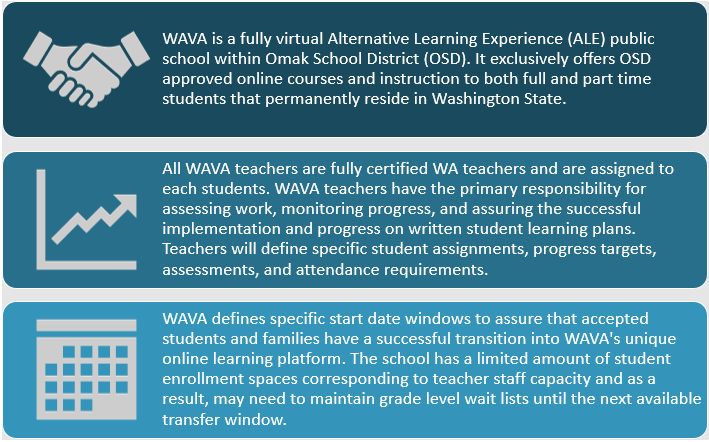 WAVA is a fully virtual Alternative Learning Experience (ALE) public
school within Omak School District (OSD). It exclusively offers OSD
approved online courses and instruction to both full and part time
students that permanently reside in Washington State.
All WAVA teachers are fully certified WA teachers and are assigned to
each students. WAVA teachers have the primary responsibility for
assessing work, monitoring progress, and assuring the successful
implementation and progress on written student learning plans.
Teachers will define specific student assignments, progress targets,
assessments, and attendance requirements.
WAVA defines specific start date windows to assure that accepted
students and families have a successful transition into WAVA's unique
online learning platform. The school has a limited amount of student
enrollment spaces corresponding to teacher staff capacity and as a
result, may need to maintain grade level wait lists until the next available
transfer window.